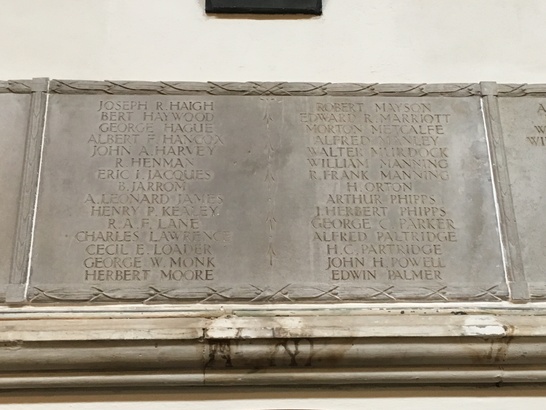 JOSEPH R. HAIGH
BERT HAYWOOD
GEORGE HAGUE
ALBERT F. HANCOX
JOHN A. HARVEY
R. HENMAN
ERIC I. JACQUES
B. JARROM
A. LEONARD JAMES
HENRY P. KEALEY
R. A. F. LANE
CHARLES LAWRENCE
CECIL E. LOATER
GEORGE W. MONK
HERBERT MOORE
ROBERT MAYSON
EDWARD R. MARRIOTT
MORTON METCALFE
ALFRED MANLEY
WALTER MURDOCK
WILLIAM MANNING
R. FRANK MANNING
H. ORTON
ARTHUR PHIPPS
J. HERBERT PHIPPS
GEORGE C. PARKER
ALFRED PALTRIDGE
H. C. PARTRIDGE
JOHN H. POWELL
EDWIN PALMER